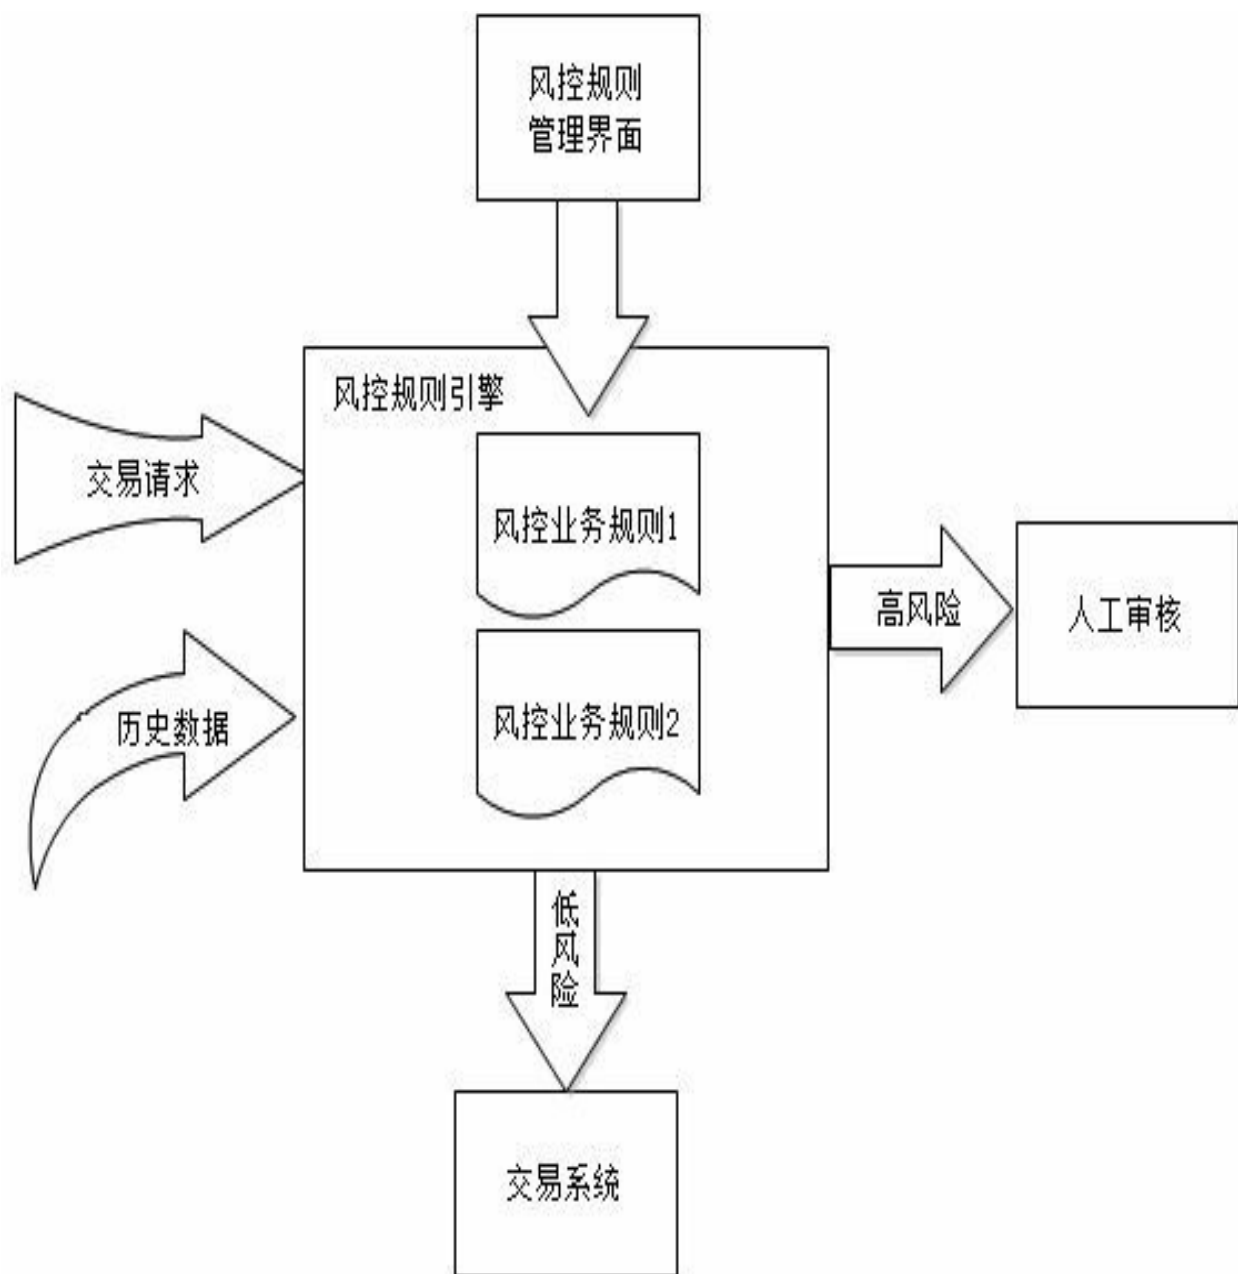 风控规则
管理界面
风控规则引擎
交易请求
风控业务规则1
高风险
人工审核
历史数据
风控业务规则2
低风险
交易系统